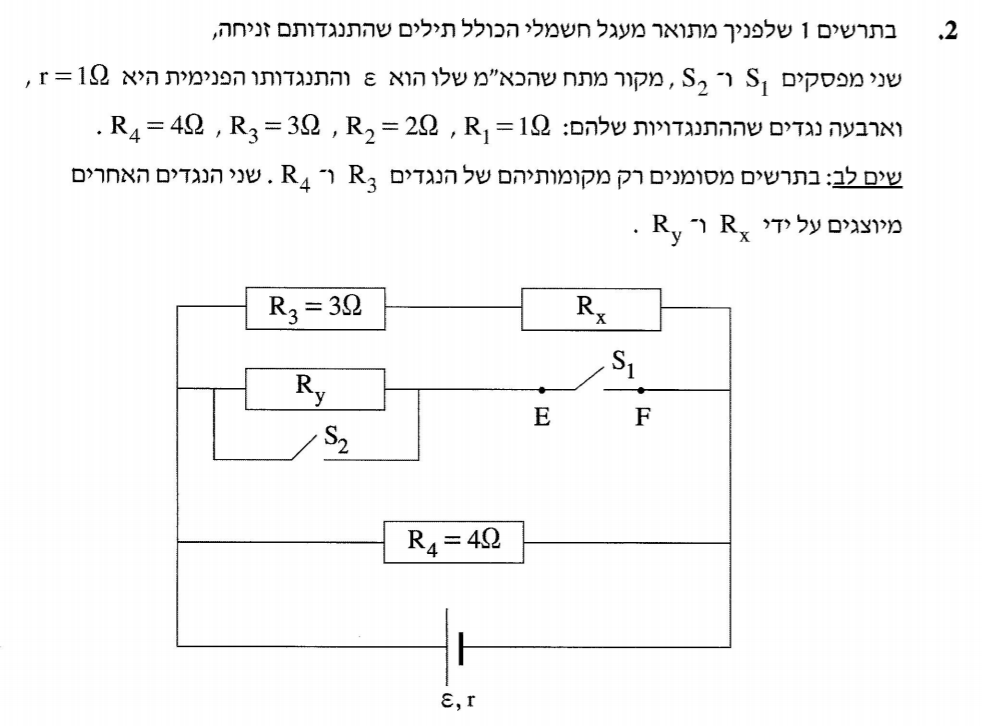 2. בתרשים 1 שלפניך מתואר מעגל חשמלי הכולל תילים שהתנגדותם זניחה,
שני מפסקים S₁ ו־ S₂ , מקור מתח שהכא"מ שלו הוא ε והתנגדותו הפנימית היא r = 1Ω ,
וארבעה נגדים שההתנגדויות שלהם: R₁ = 1Ω , R₂ = 2Ω , R₃ = 3Ω , R₄ = 4Ω .
שים לב: בתרשים מסומנים רק מקומותיהם של הנגדים R₃ ו־ R₄ . שני הנגדים האחרים
מיוצגים על ידי Rₓ ו־ R_y .
R₃ = 3Ω Rₓ
S₁
R_y
E F
S₂
R₄ = 4Ω
ε, r